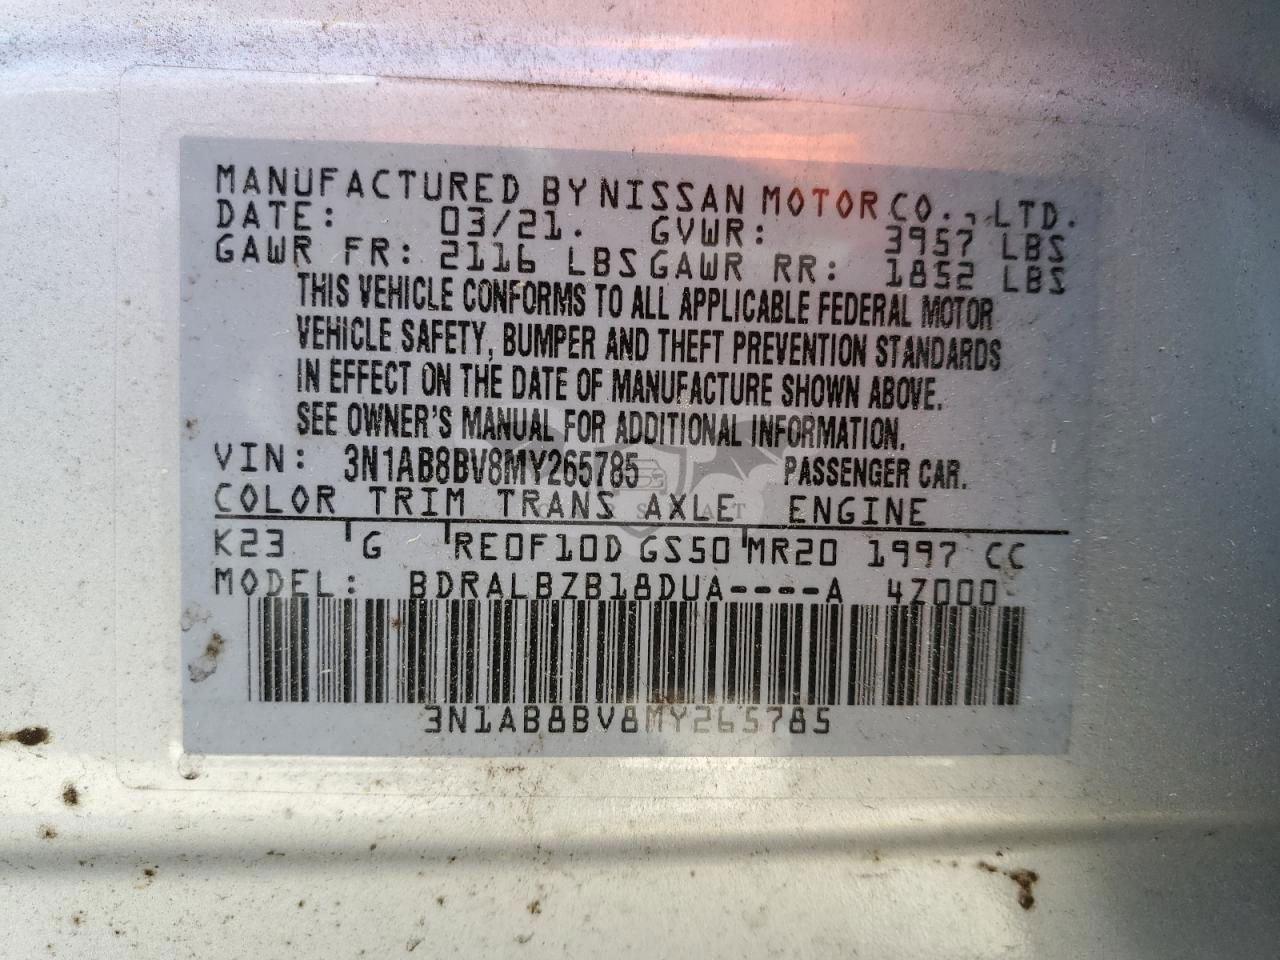 MANUFACTURED BY NISSAN MOTOR CO., LTD.
DATE: 03/21. GVWR: 3957 LBS
GAWR FR: 2116 LBS GAWR RR: 1852 LBS
THIS VEHICLE CONFORMS TO ALL APPLICABLE FEDERAL MOTOR
VEHICLE SAFETY, BUMPER AND THEFT PREVENTION STANDARDS
IN EFFECT ON THE DATE OF MANUFACTURE SHOWN ABOVE.
SEE OWNER'S MANUAL FOR ADDITIONAL INFORMATION.
VIN: 3N1AB8BV8MY265785 PASSENGER CAR.
COLOR TRIM TRANS AXLE ENGINE
K23 G RE0F10D GS50 MR20 1997 CC
MODEL: BDRALBZB18DUA----A 4Z000
3N1AB8BV8MY265785